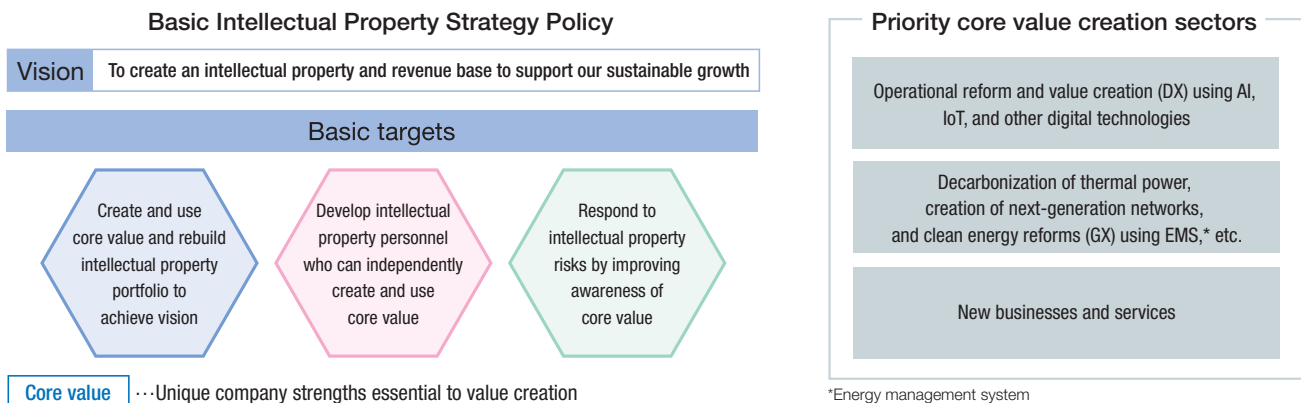 Basic Intellectual Property Strategy Policy
Vision To create an intellectual property and revenue base to support our sustainable growth
Basic targets
Create and use
core value and rebuild
intellectual property
portfolio to
achieve vision
Develop intellectual
property personnel
who can independently
create and use
core value
Respond to
intellectual property
risks by improving
awareness of
core value
Core value …Unique company strengths essential to value creation
Priority core value creation sectors
Operational reform and value creation (DX) using AI,
IoT, and other digital technologies
Decarbonization of thermal power,
creation of next-generation networks,
and clean energy reforms (GX) using EMS,* etc.
New businesses and services
*Energy management system